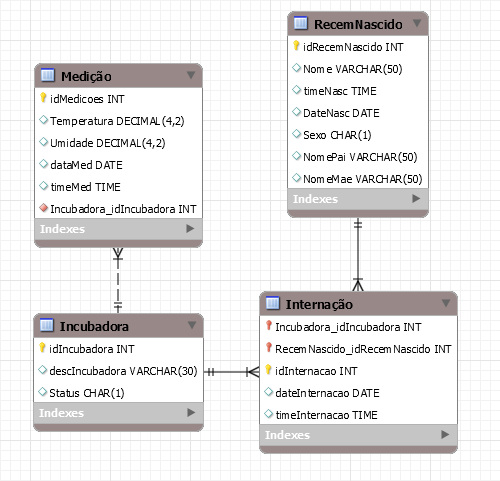 RecemNascido
idRecemNascido INT
Nome VARCHAR(50)
timeNasc TIME
DateNasc DATE
Sexo CHAR(1)
NomePai VARCHAR(50)
NomeMae VARCHAR(50)
Indexes
Medição
idMedicoes INT
Temperatura DECIMAL(4,2)
Umidade DECIMAL(4,2)
dataMed DATE
timeMed TIME
Incubadora_idIncubadora INT
Indexes
Incubadora
idIncubadora INT
descIncubadora VARCHAR(30)
Status CHAR(1)
Indexes
Internação
Incubadora_idIncubadora INT
RecemNascido_idRecemNascido INT
idInternacao INT
dateInternacao DATE
timeInternacao TIME
Indexes